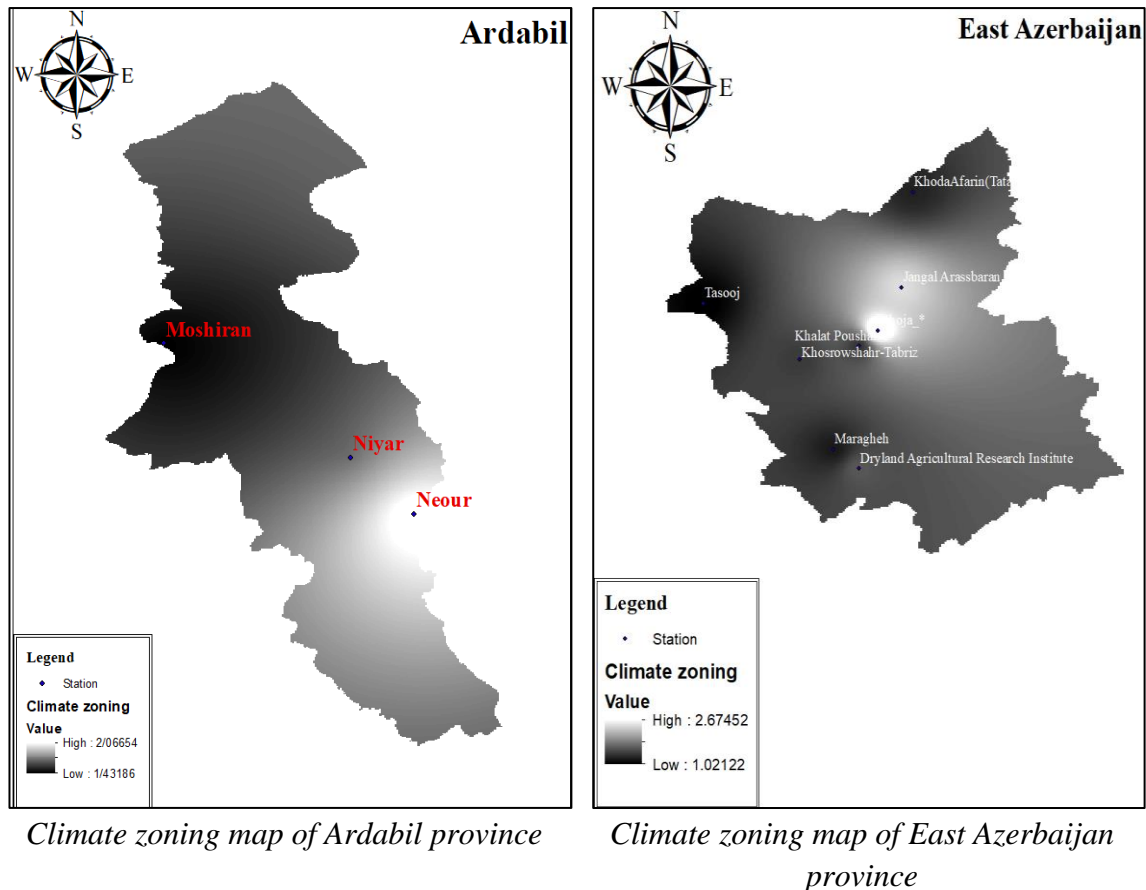 Ardabil
N
W
E
S
Moshiran
Niyar
Neour
Legend
Station
Climate zoning
Value
High : 2/06654
Low : 1/43186
Climate zoning map of Ardabil province
East Azerbaijan
N
W
E
S
KhodaAfarin(Tata
Jangal Arassbaran
Tasooj
oja_*
Khalat Poush
Khosrowshahr-Tabriz
Maragheh
Dryland Agricultural Research Institute
Legend
Station
Climate zoning
Value
High : 2.67452
Low : 1.02122
Climate zoning map of East Azerbaijan
province